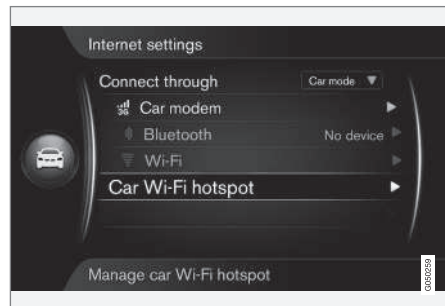 Internet settings
Connect through Car mode
3G Car modem
Bluetooth No device
Wi-Fi
Car Wi-Fi hotspot
Manage car Wi-Fi hotspot
G050259